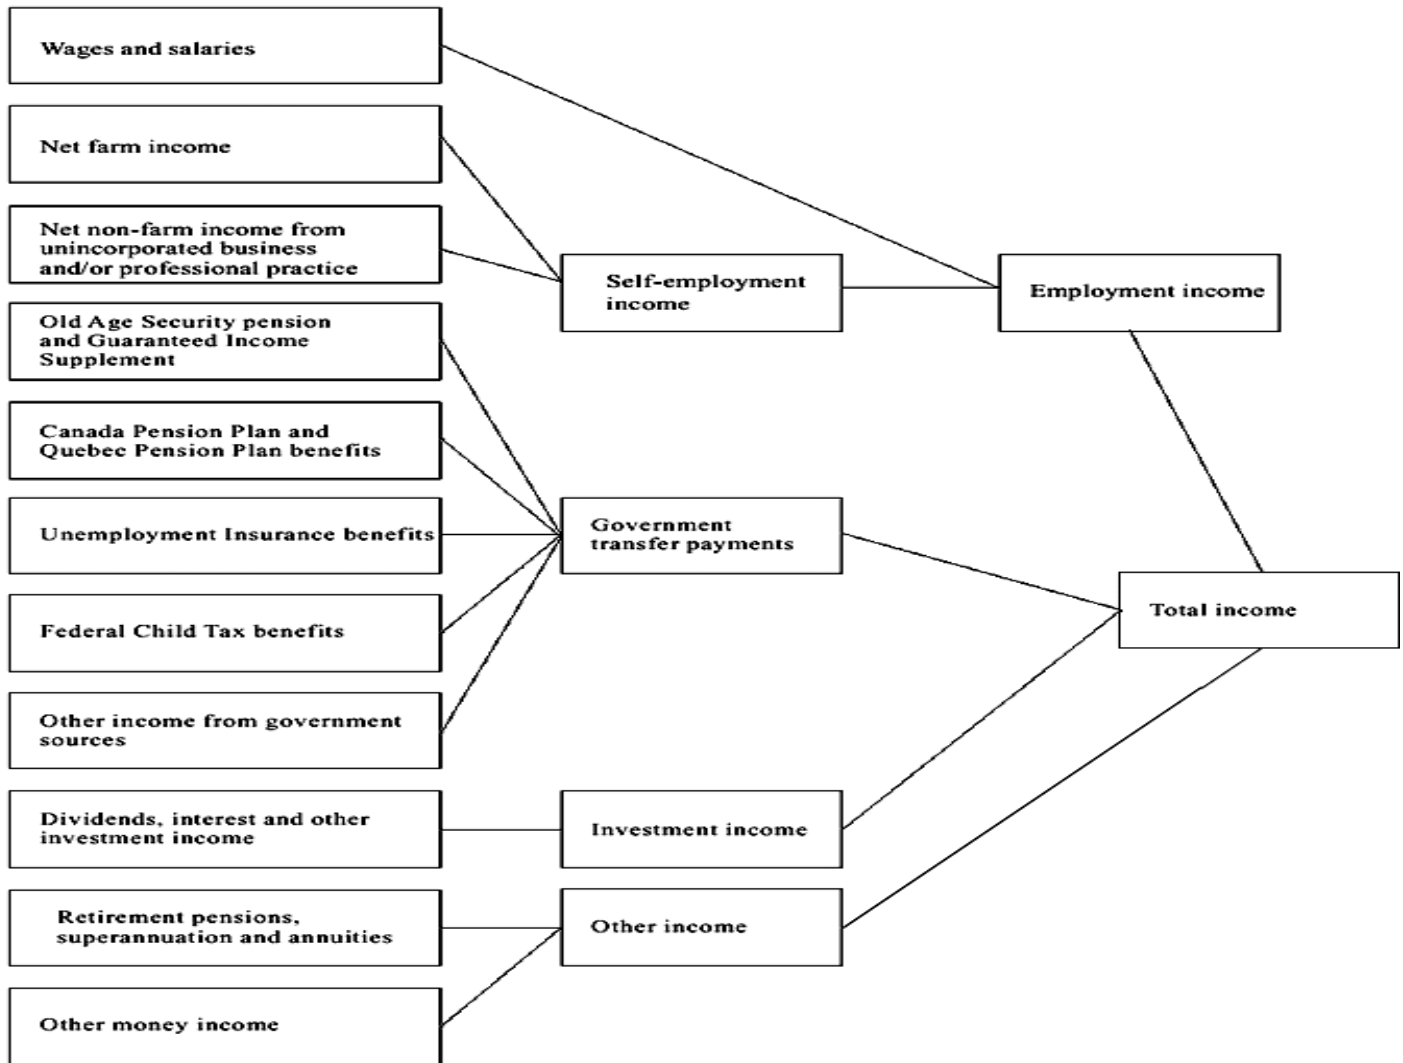 Wages and salaries
Net farm income
Net non-farm income from
unincorporated business
and/or professional practice
Self-employment
income
Employment income
Old Age Security pension
and Guaranteed Income
Supplement
Canada Pension Plan and
Quebec Pension Plan benefits
Unemployment Insurance benefits
Government
transfer payments
Total income
Federal Child Tax benefits
Other income from government
sources
Dividends, interest and other
investment income
Investment income
Retirement pensions,
superannuation and annuities
Other income
Other money income